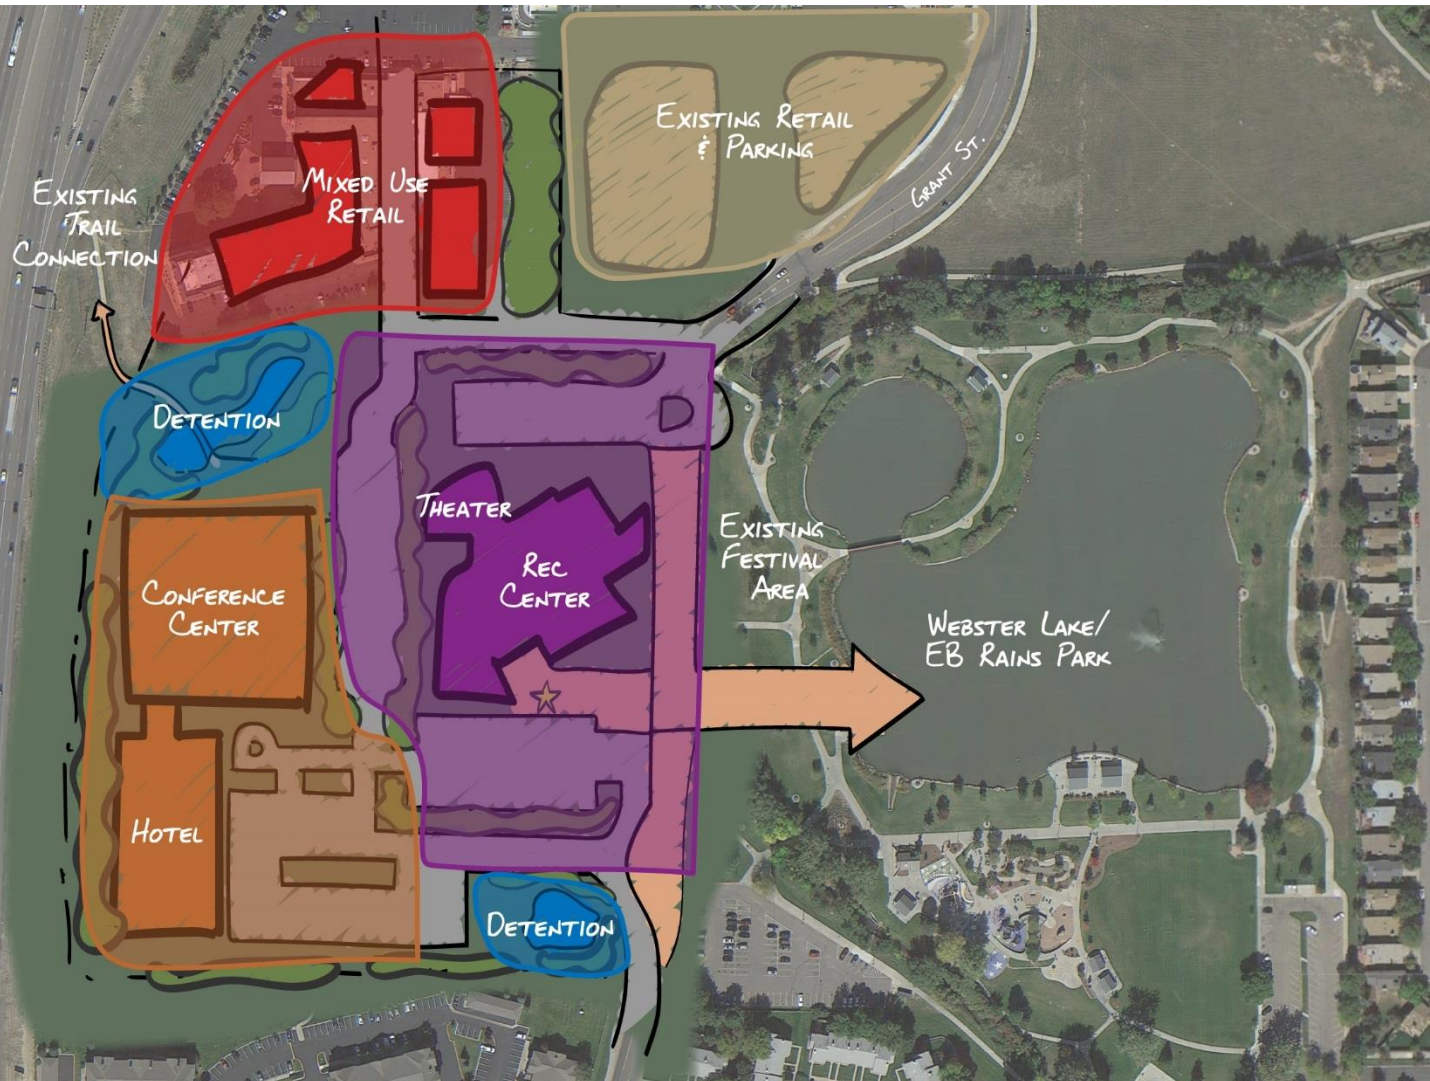 EXISTING RETAIL
& PARKING
GRANT ST.
MIXED USE
RETAIL
EXISTING
TRAIL
CONNECTION
DETENTION
THEATER
REC
CENTER
EXISTING
FESTIVAL
AREA
CONFERENCE
CENTER
WEBSTER LAKE/
EB RAINS PARK
HOTEL
DETENTION